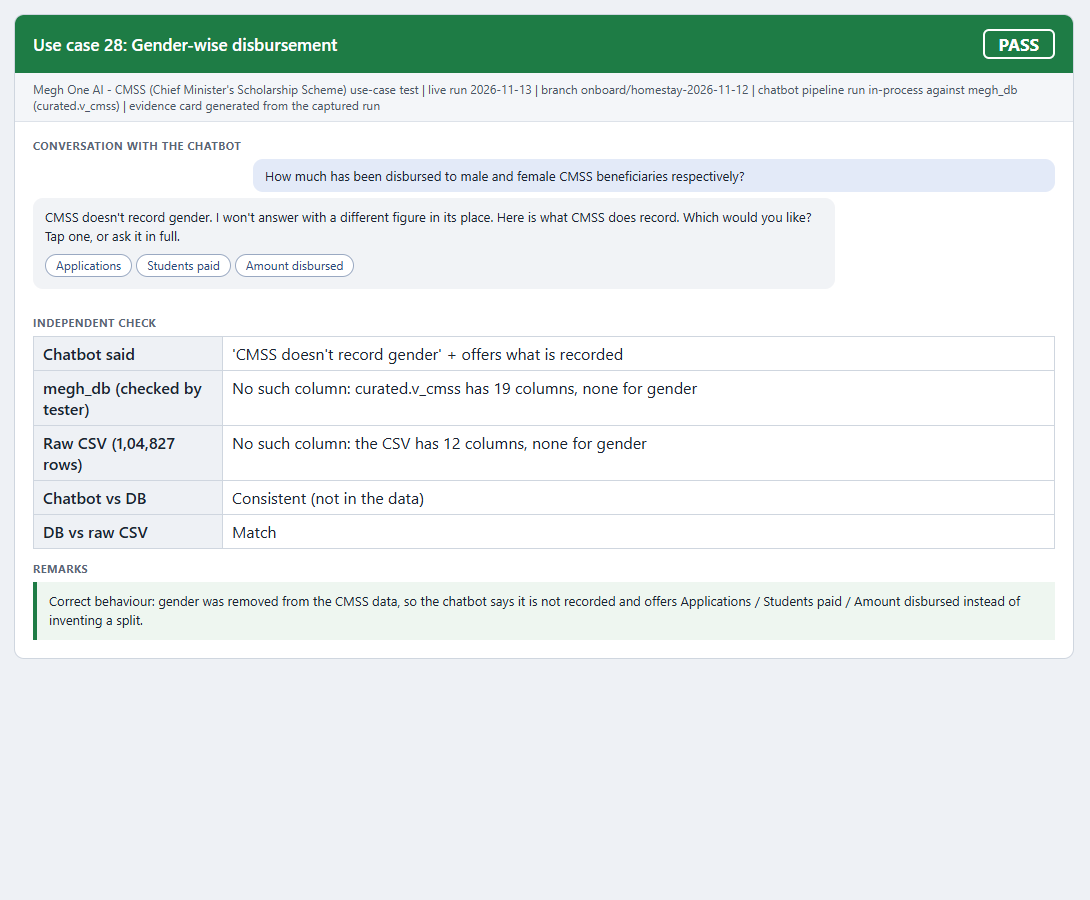 Use case 28: Gender-wise disbursement
PASS
Megh One AI - CMSS (Chief Minister's Scholarship Scheme) use-case test | live run 2026-11-13 | branch onboard/homestay-2026-11-12 | chatbot pipeline run in-process against megh_db
(curated.v_cmss) | evidence card generated from the captured run
CONVERSATION WITH THE CHATBOT
How much has been disbursed to male and female CMSS beneficiaries respectively?
CMSS doesn't record gender. I won't answer with a different figure in its place. Here is what CMSS does record. Which would you like?
Tap one, or ask it in full.
Applications
Students paid
Amount disbursed
INDEPENDENT CHECK
Chatbot said
'CMSS doesn't record gender' + offers what is recorded
megh_db (checked by
tester)
No such column: curated.v_cmss has 19 columns, none for gender
Raw CSV (1,04,827
rows)
No such column: the CSV has 12 columns, none for gender
Chatbot vs DB
Consistent (not in the data)
DB vs raw CSV
Match
REMARKS
Correct behaviour: gender was removed from the CMSS data, so the chatbot says it is not recorded and offers Applications / Students paid / Amount disbursed instead of
inventing a split.